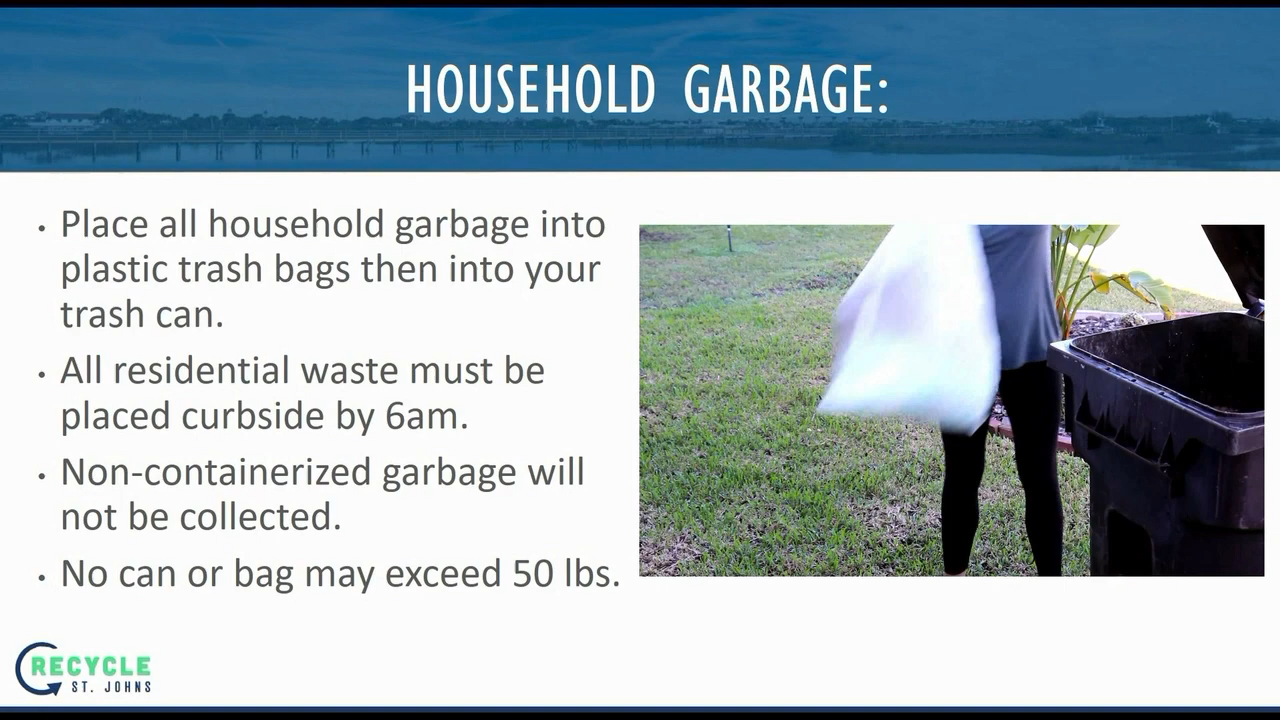 HOUSEHOLD GARBAGE:
• Place all household garbage into
plastic trash bags then into your
trash can.
• All residential waste must be
placed curbside by 6am.
• Non-containerized garbage will
not be collected.
• No can or bag may exceed 50 lbs.
RECYCLE
ST. JOHNS